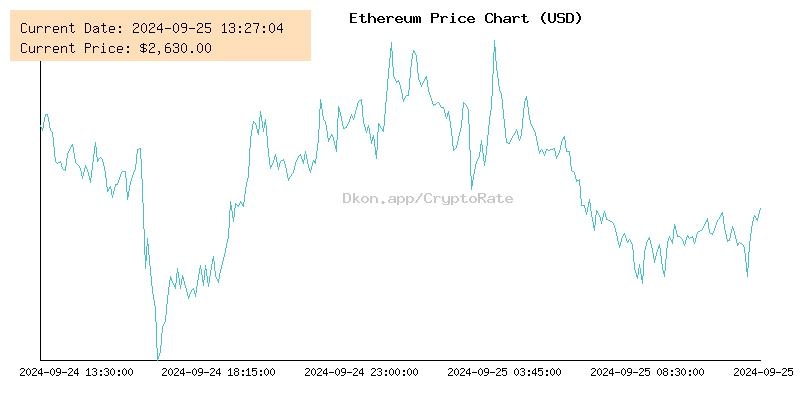 Ethereum Price Chart (USD)
Current Date: 2024-09-25 13:27:04
Current Price: $2,630.00
Dkon.app/CryptoRate
2024-09-24 13:30:00 2024-09-24 18:15:00 2024-09-24 23:00:00 2024-09-25 03:45:00 2024-09-25 08:30:00 2024-09-25